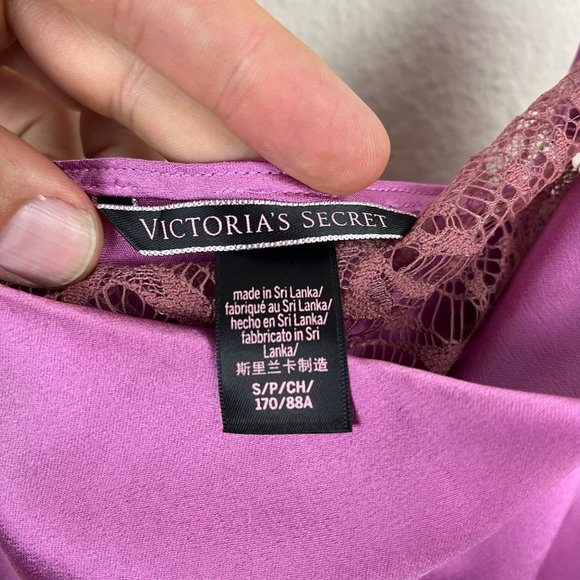 VICTORIA'S SECRET
made in Sri Lanka/
fabriqué au Sri Lanka/
hecho en Sri Lanka/
fabbricato in Sri
Lanka/
斯里兰卡制造
S/P/CH/
170/88A